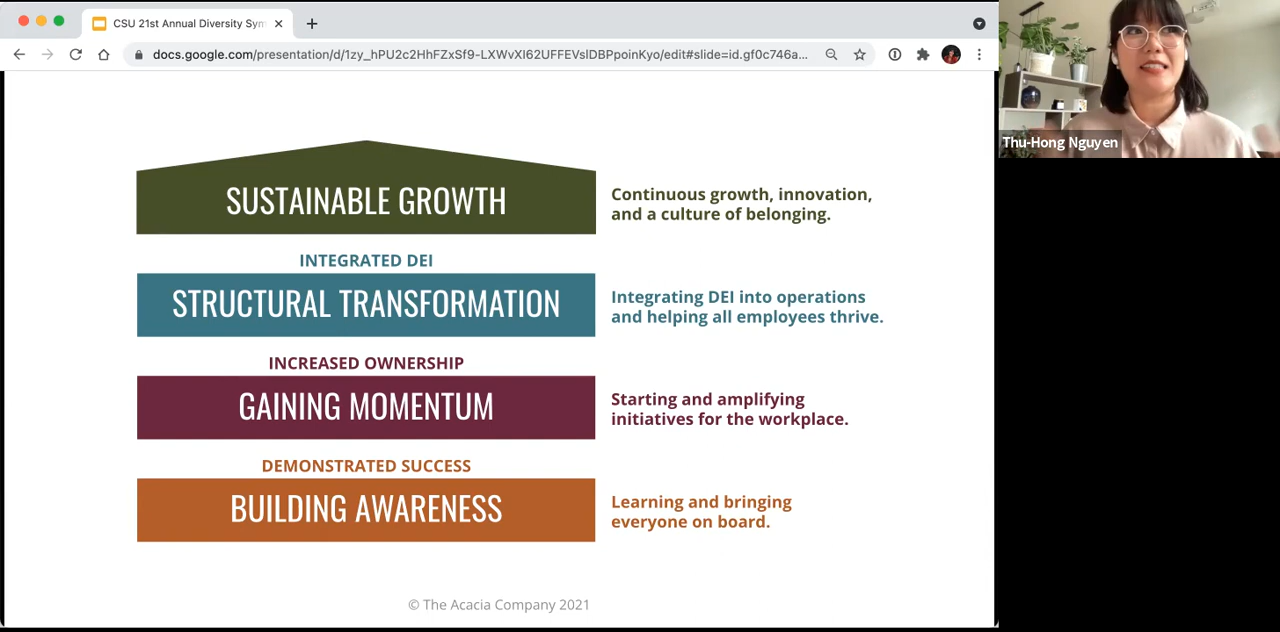 CSU 21st Annual Diversity Sym
docs.google.com/presentation/d/1zy_hPU2c2HhFZxSf9-LXWvXI62UFFEVslDBPpoinKyo/edit#slide=id.gf0c746a...
Thu-Hong Nguyen
SUSTAINABLE GROWTH
Continuous growth, innovation,
and a culture of belonging.
INTEGRATED DEI
STRUCTURAL TRANSFORMATION
Integrating DEI into operations
and helping all employees thrive.
INCREASED OWNERSHIP
GAINING MOMENTUM
Starting and amplifying
initiatives for the workplace.
DEMONSTRATED SUCCESS
BUILDING AWARENESS
Learning and bringing
everyone on board.
© The Acacia Company 2021